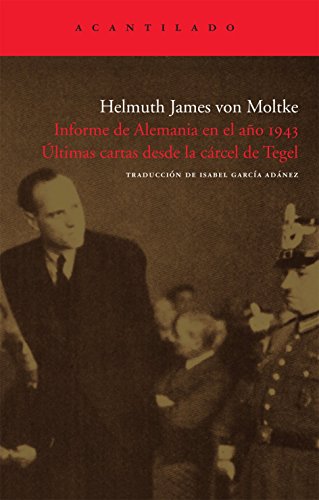 ACANTILADO
Helmuth James von Moltke
Informe de Alemania en el año 1943
Últimas cartas desde la cárcel de Tegel
TRADUCCIÓN DE ISABEL GARCÍA ADÁNEZ